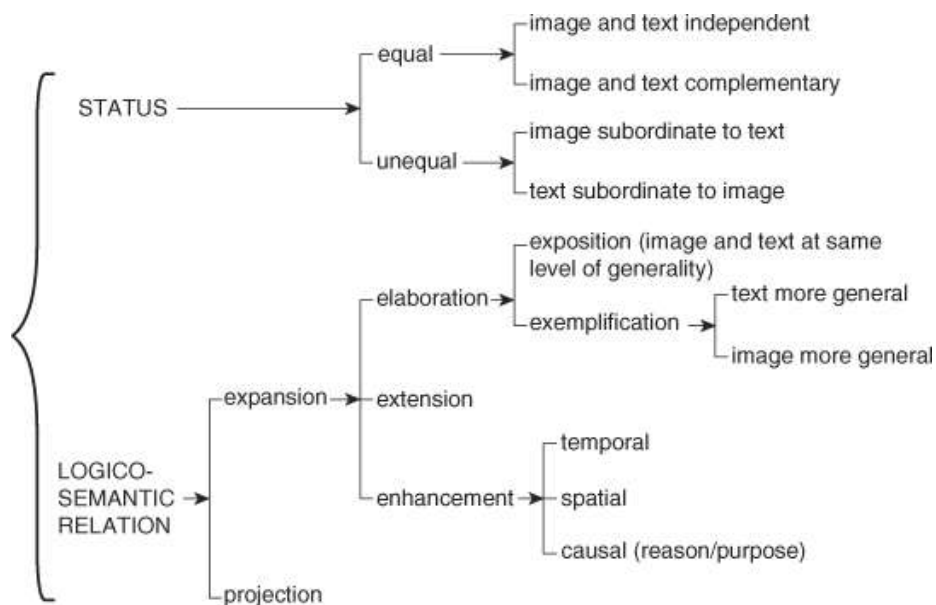 image and text independent
equal
image and text complementary
STATUS
image subordinate to text
unequal
text subordinate to image
exposition (image and text at same
level of generality)
elaboration
text more general
exemplification
image more general
expansion
extension
temporal
LOGICO-
SEMANTIC
RELATION
enhancement
spatial
causal (reason/purpose)
projection